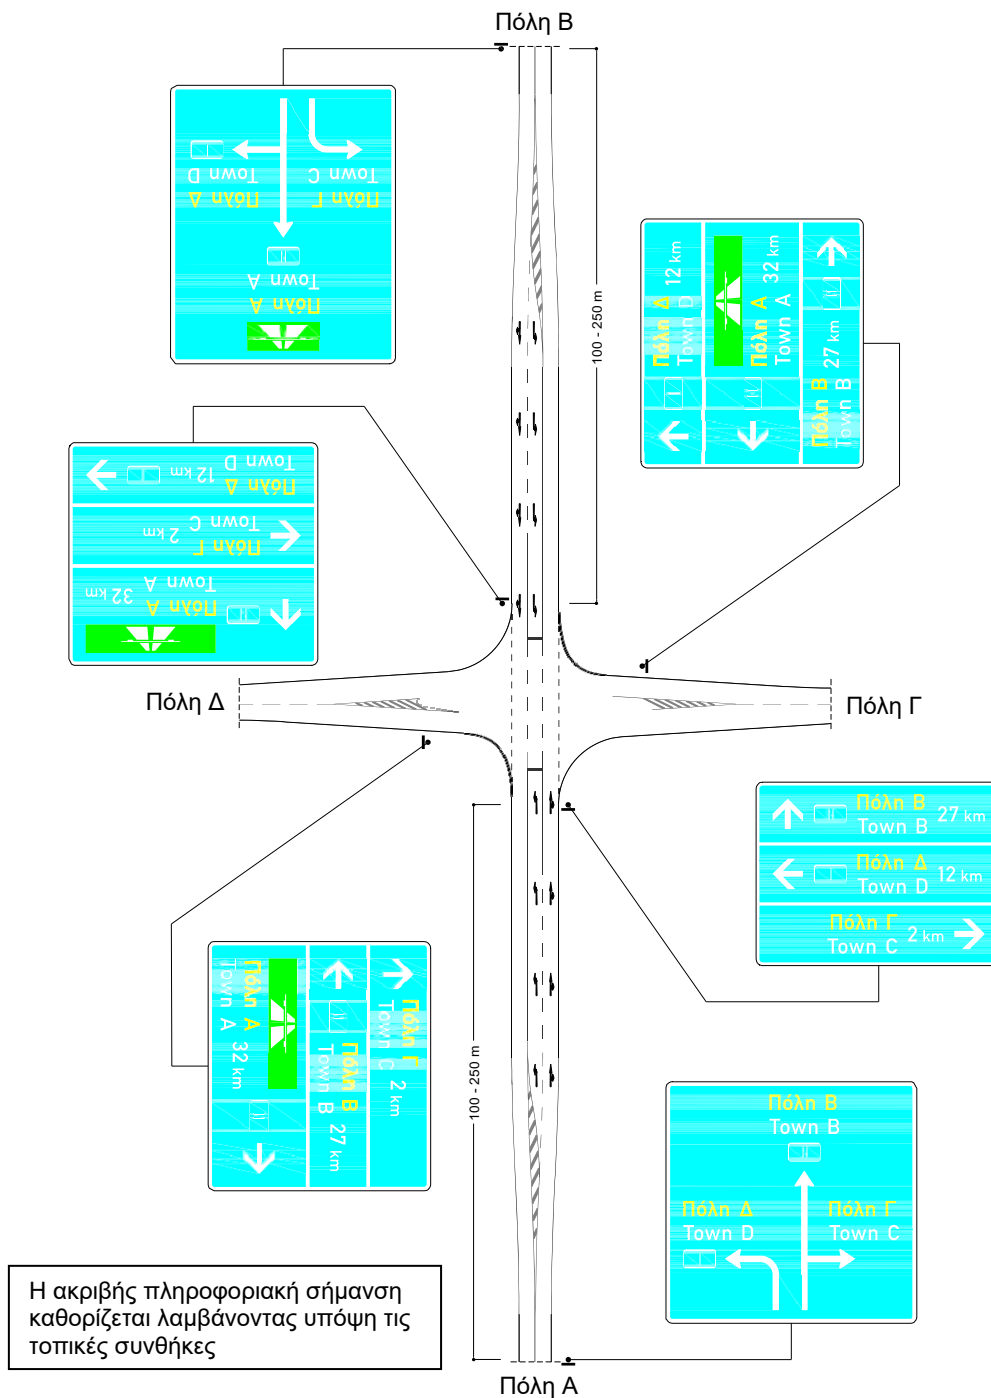 Πόλη Β
Πόλη Δ
Town D
Πόλη Γ
Town C
Πόλη Α
Town A
100 - 250 m
Πόλη Δ
Town D
12 km
Πόλη Α
Town A
32 km
Πόλη Β
Town B
27 km
Πόλη Δ
Town D
12 km
Πόλη Γ
Town C
2 km
Πόλη Α
Town A
32 km
Πόλη Δ
Πόλη Γ
Πόλη Β
Town B
27 km
Πόλη Δ
Town D
12 km
Πόλη Γ
Town C
2 km
Πόλη Α
Town A
32 km
Πόλη Β
Town B
27 km
Πόλη Γ
Town C
2 km
100 - 250 m
Πόλη Β
Town B
Πόλη Δ
Town D
Πόλη Γ
Town C
Η ακριβής πληροφοριακή σήμανση
καθορίζεται λαμβάνοντας υπόψη τις
τοπικές συνθήκες
Πόλη Α